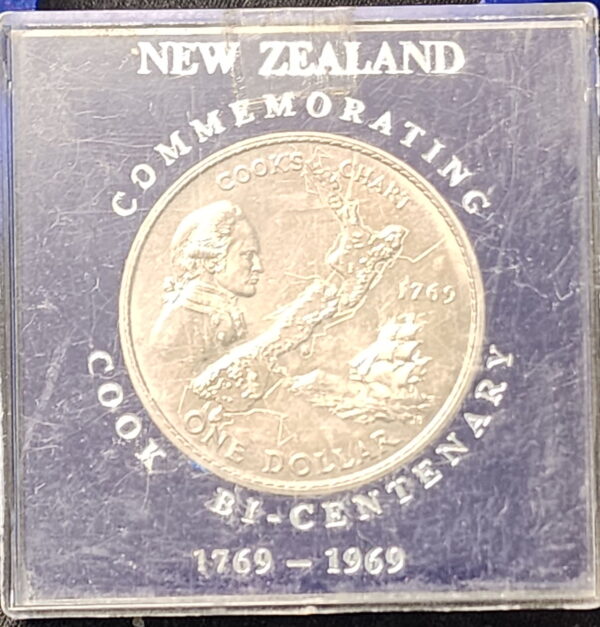 NEW ZEALAND
COMMEMORATING
COOK'S CHART
1769
ONE DOLLAR
COOK BI-CENTENARY
1769 – 1969